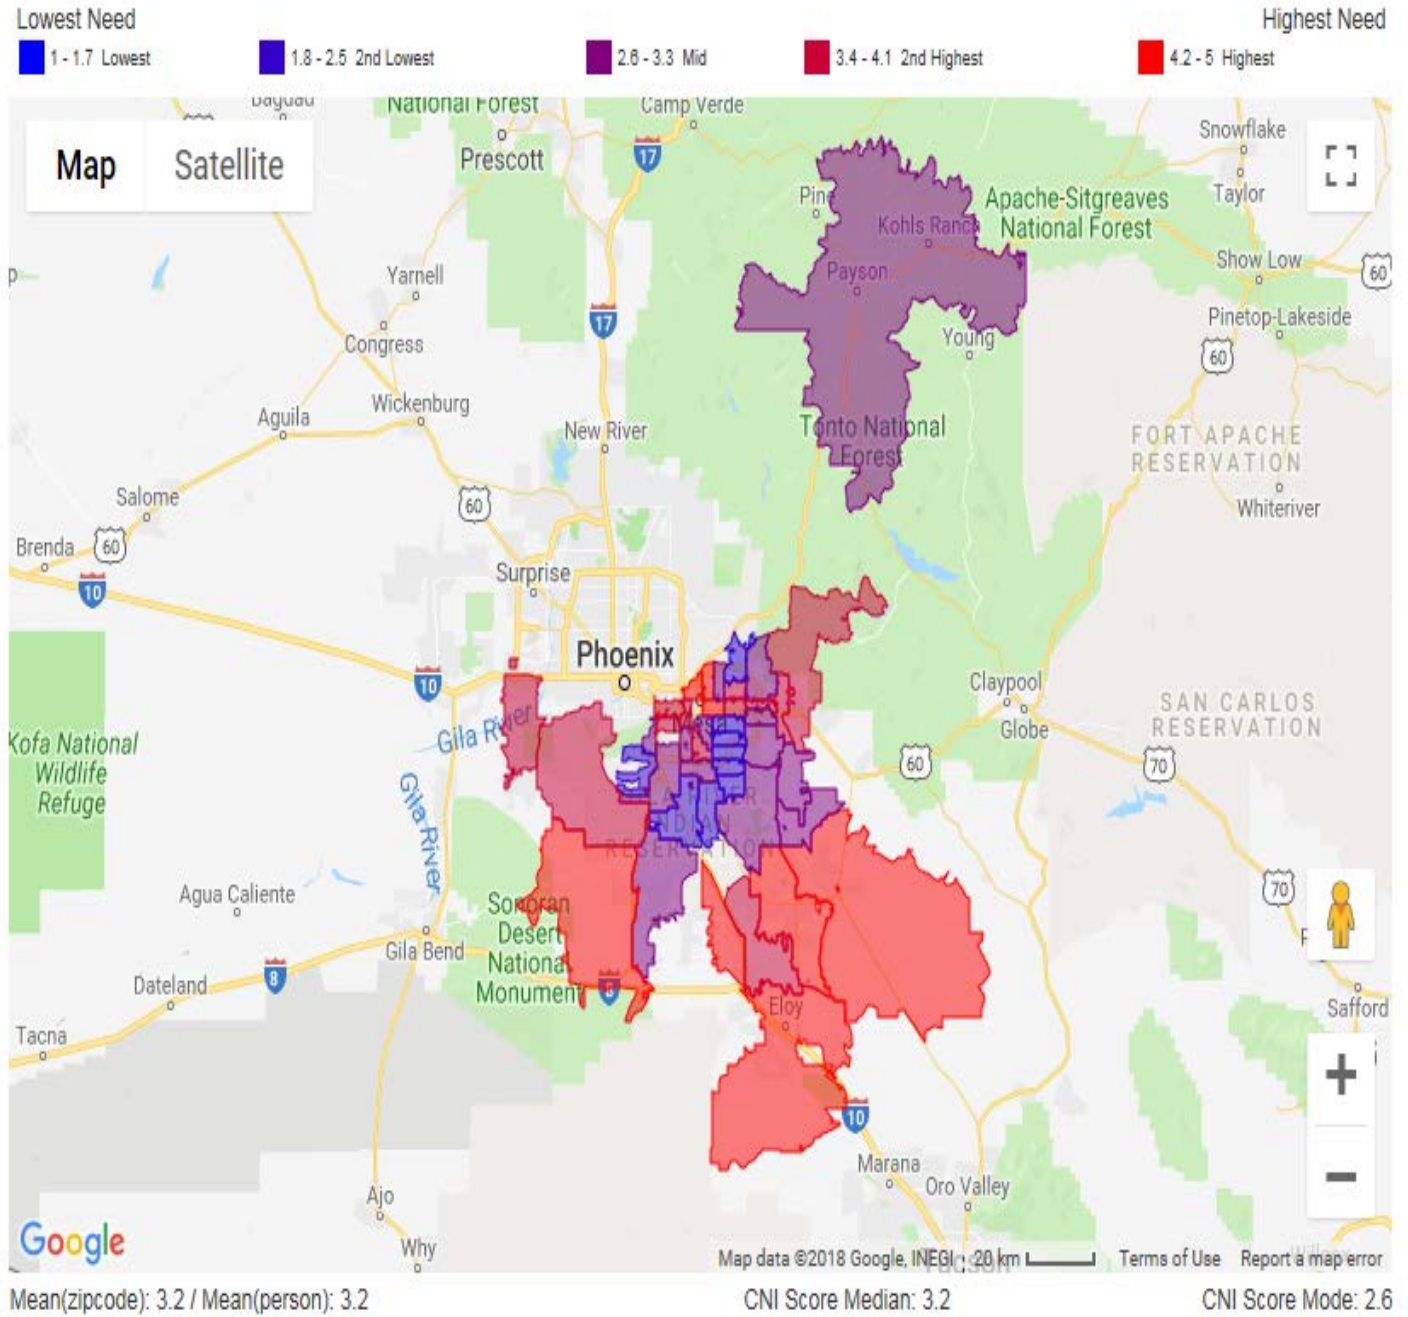 Lowest Need
Highest Need
1 - 1.7 Lowest
1.8 - 2.5 2nd Lowest
2.6 - 3.3 Mid
3.4 - 4.1 2nd Highest
4.2 - 5 Highest
Bagdad
National Forest
Camp Verde
Snowflake
Map
Satellite
Prescott
17
Taylor
Pine
Apache-Sitgreaves
National Forest
Kohls Ranch
Show Low
60
Yarnell
Payson
17
Pinetop-Lakeside
Congress
Young
60
Wickenburg
Aguila
New River
Tonto National
Forest
FORT APACHE
RESERVATION
Salome
60
Whiteriver
Brenda
60
Surprise
10
Phoenix
10
Claypool
Globe
SAN CARLOS
RESERVATION
Mesa
Gila River
Kofa National
Wildlife
Refuge
60
70
Gila River
INDIAN
RESERVATION
Agua Caliente
70
Sonoran
Desert
National
Monument
Gila Bend
8
8
Dateland
Eloy
Safford
Tacna
10
Marana
Oro Valley
Ajo
Why
Google
Map data ©2018 Google, INEGI
20 km
Terms of Use
Report a map error
Tucson
Mean(zipcode): 3.2 / Mean(person): 3.2
CNI Score Median: 3.2
CNI Score Mode: 2.6